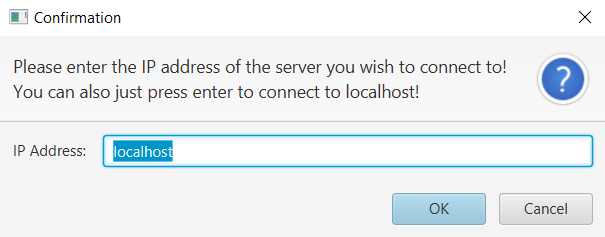 Confirmation
Please enter the IP address of the server you wish to connect to!
You can also just press enter to connect to localhost!
?
IP Address: localhost
OK Cancel